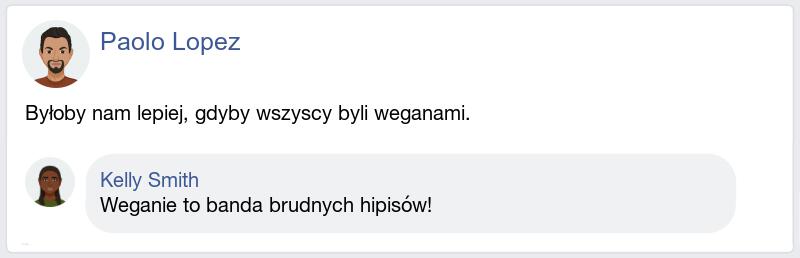 Paolo Lopez
Byłoby nam lepiej, gdyby wszyscy byli weganami.
Kelly Smith
Weganie to banda brudnych hipisów!